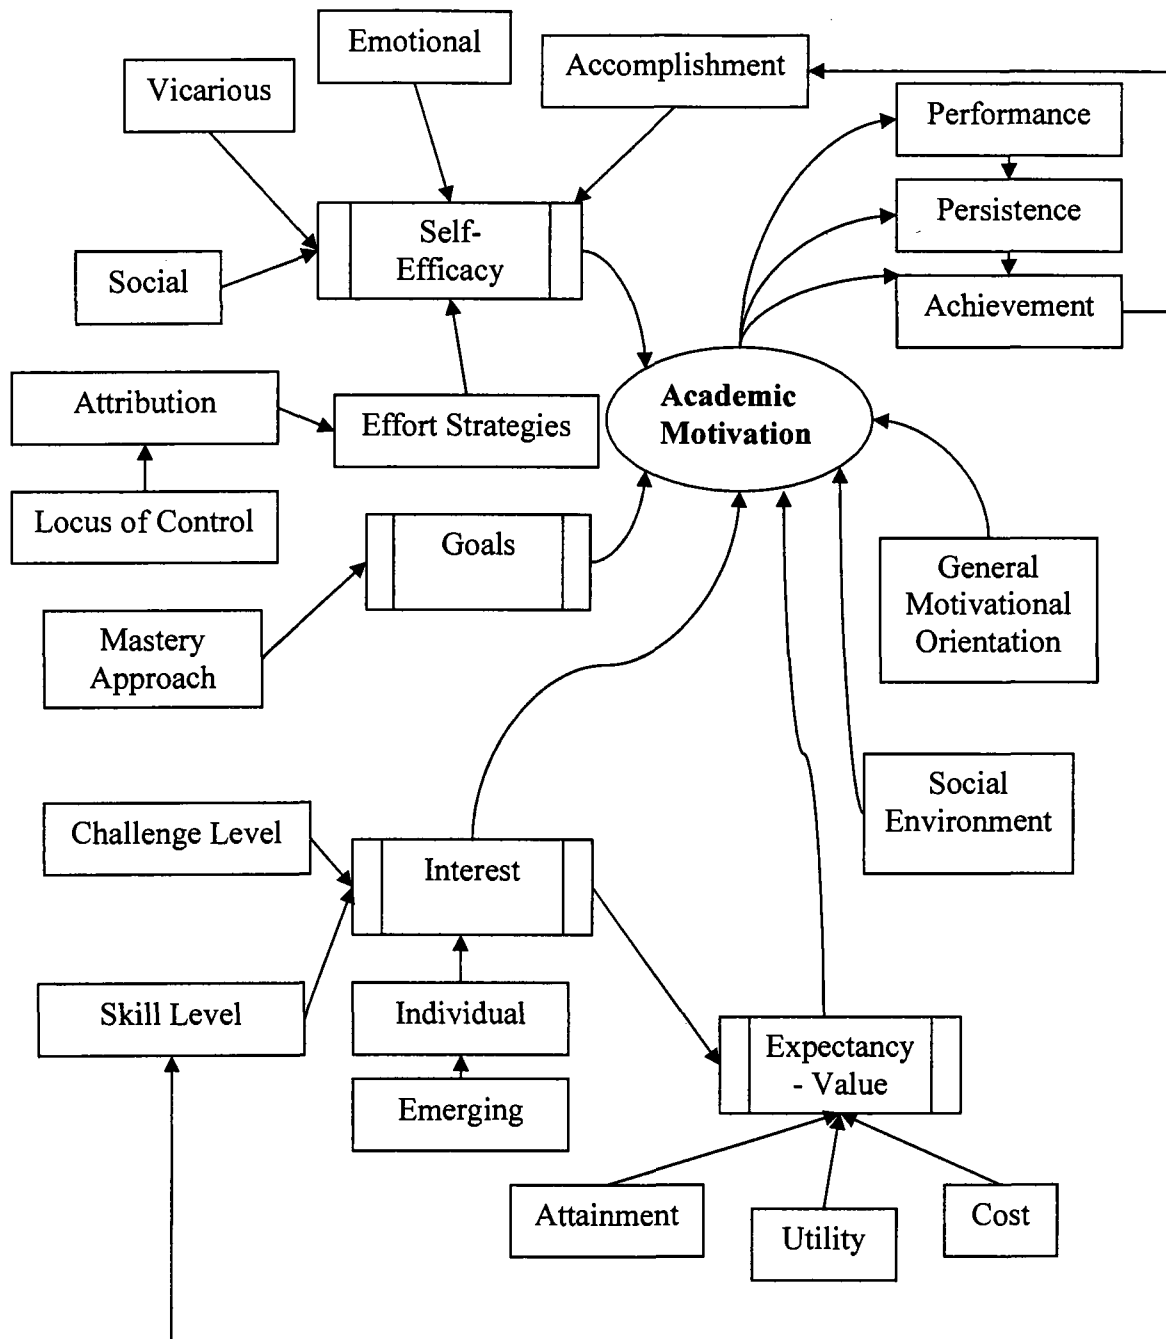 Emotional
Accomplishment
Vicarious
Performance
Self-
Efficacy
Persistence
Social
Achievement
Attribution
Effort Strategies
Academic
Motivation
Locus of Control
Goals
General
Motivational
Orientation
Mastery
Approach
Social
Environment
Challenge Level
Interest
Skill Level
Individual
Expectancy
- Value
Emerging
Attainment
Utility
Cost